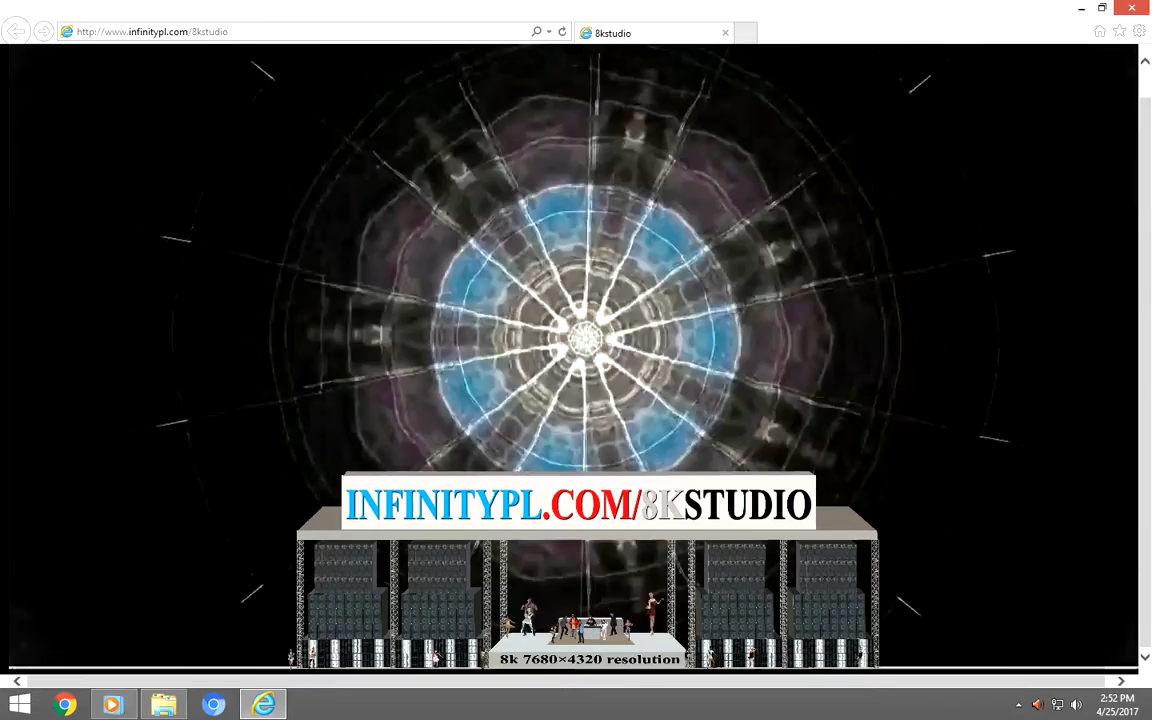 http://www.infinitypl.com/8kstudio
8kstudio
INFINITYPL.COM/8KSTUDIO
8k 7680×4320 resolution
2:52 PM
4/25/2017